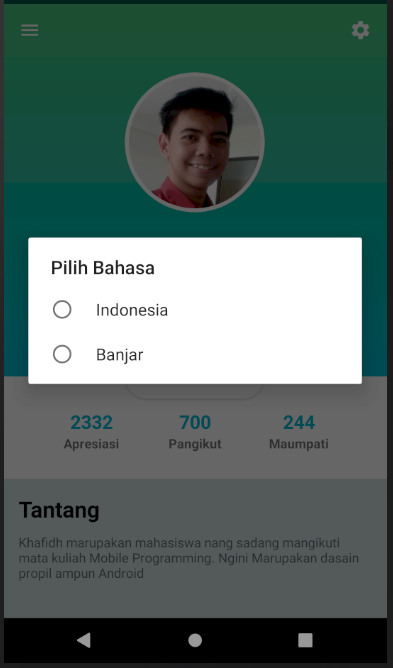 Pilih Bahasa
Indonesia
Banjar
2332 700 244
Apresiasi Pangikut Maumpati
Tantang
Khafidh marupakan mahasiswa nang sadang mangikuti
mata kuliah Mobile Programming. Ngini Marupakan dasain
propil ampun Android